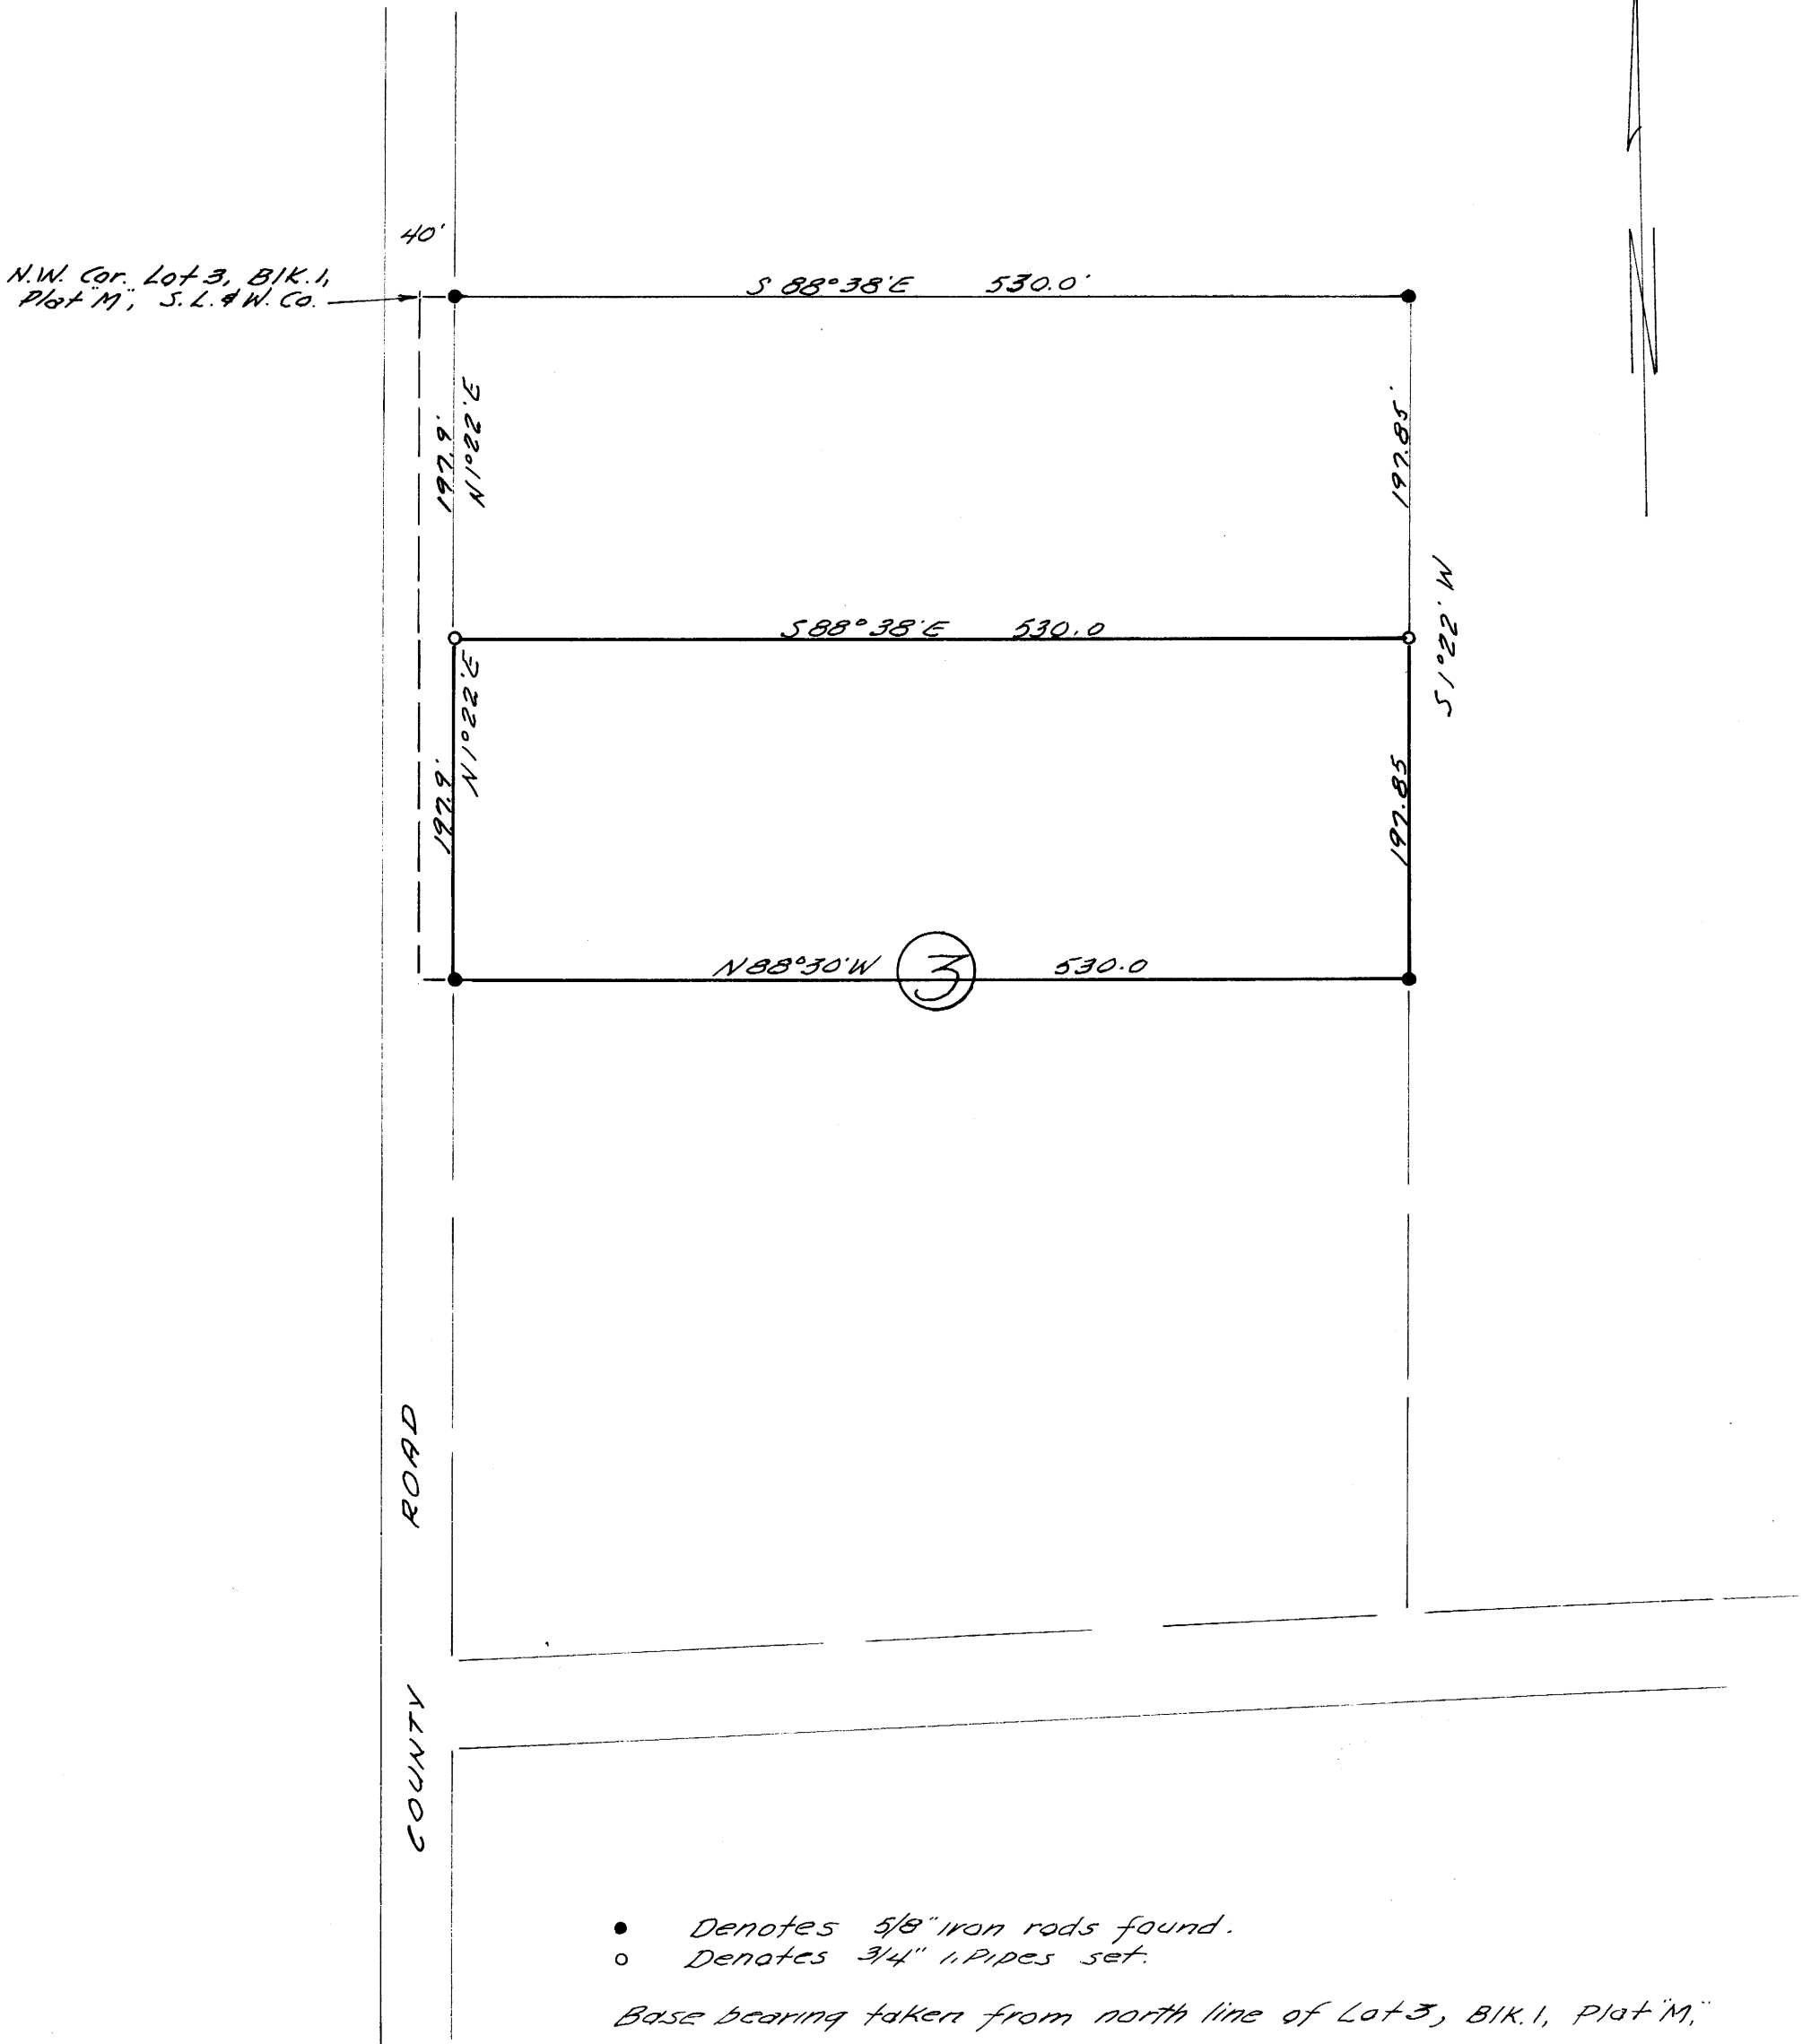 40'
N.W. Cor. Lot 3, Blk. 1,
Plat "M", S.L. & W. Co.
S 88°38'E 530.0'
197.9'
N1°22'E
197.85'
S88°38'E 530.0
S1°22'W
197.9'
N1°22'E
197.85
N88°30'W 3 530.0
COUNTY ROAD
● Denotes 5/8" iron rods found.
○ Denotes 3/4" i. Pipes set.
Base bearing taken from north line of Lot 3, Blk. 1, Plat "M",
N